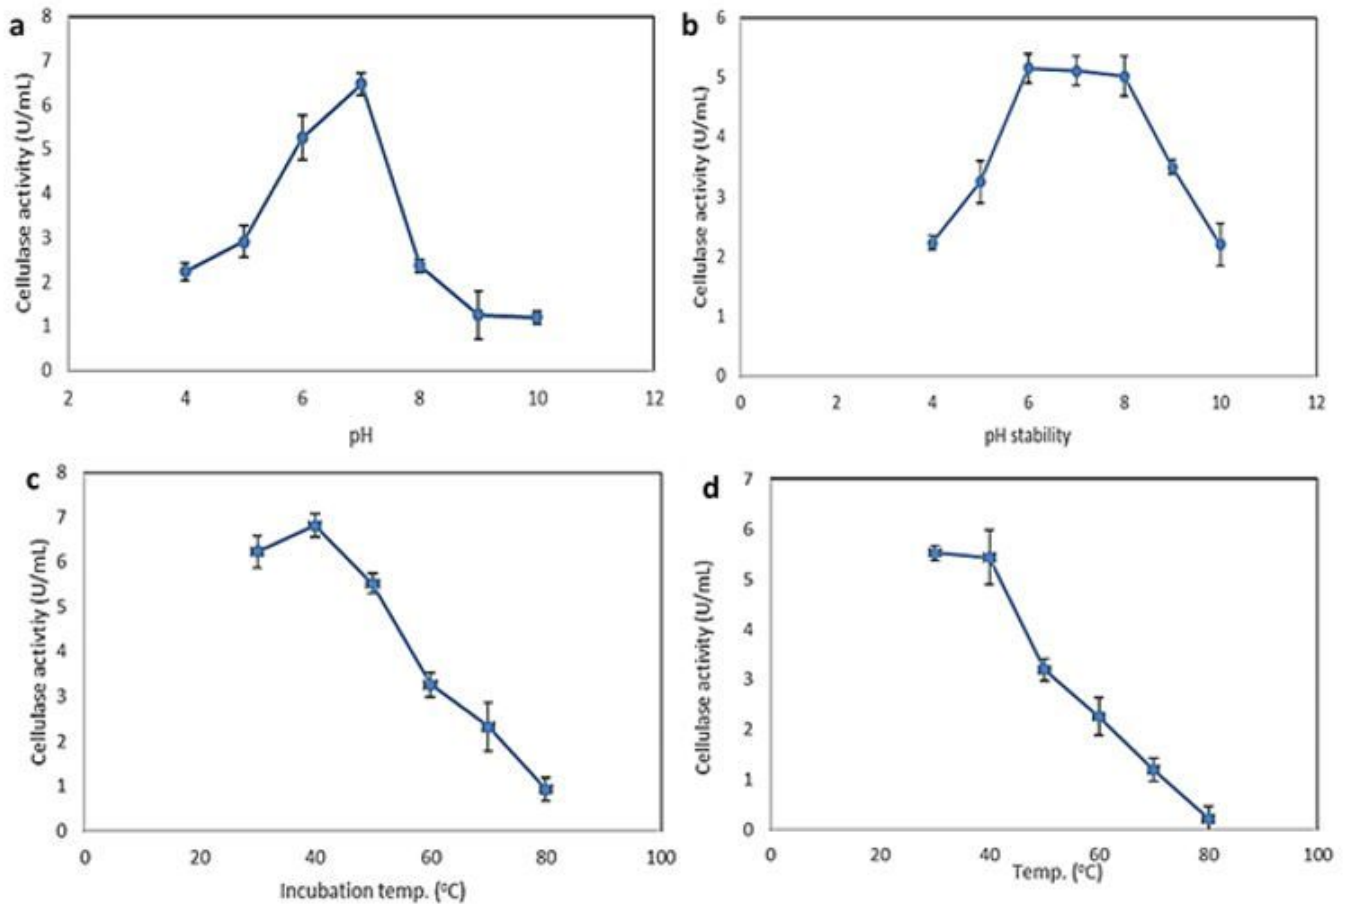 a
8
7
6
5
4
3
2
1
0
Cellulase activity (U/mL)
2 4 6 8 10 12
pH
b
6
5
4
3
2
1
0
Cellulase activity (U/mL)
0 2 4 6 8 10 12
pH stability
c
8
7
6
5
4
3
2
1
0
Cellulase activtiy (U/mL)
0 20 40 60 80 100
Incubation temp. (ºC)
d
7
6
5
4
3
2
1
0
Cellulase activity (U/mL)
0 20 40 60 80 100
Temp. (ºC)